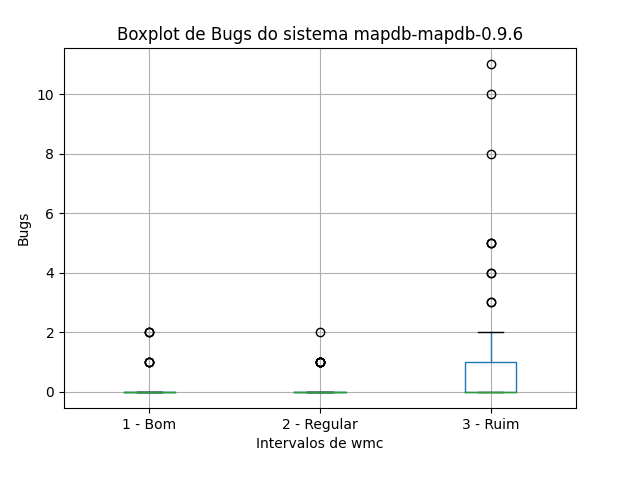 Boxplot de Bugs do sistema mapdb-mapdb-0.9.6
10
8
6
4
2
0
Bugs
1 - Bom
2 - Regular
3 - Ruim
Intervalos de wmc